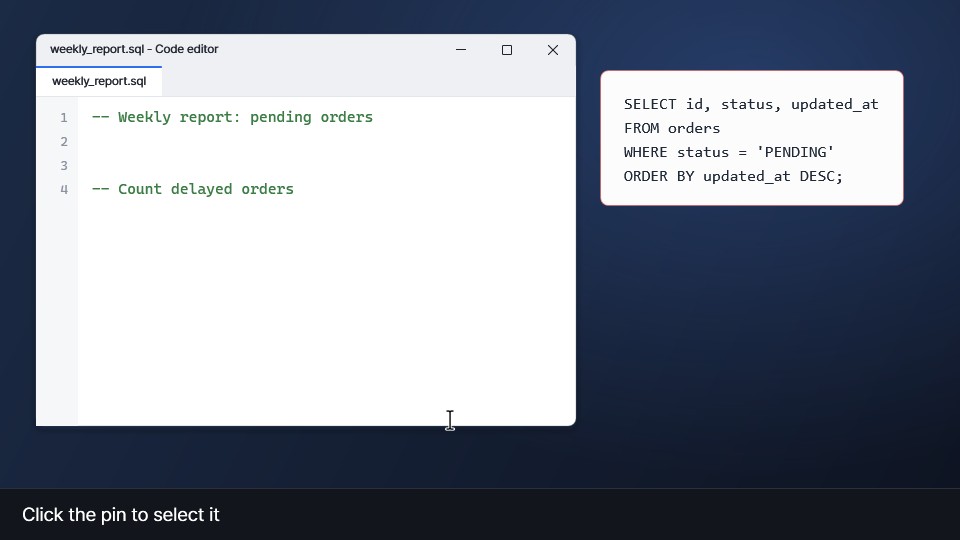 weekly_report.sql - Code editor
weekly_report.sql
1 -- Weekly report: pending orders
2
3
4 -- Count delayed orders
SELECT id, status, updated_at
FROM orders
WHERE status = 'PENDING'
ORDER BY updated_at DESC;
Click the pin to select it